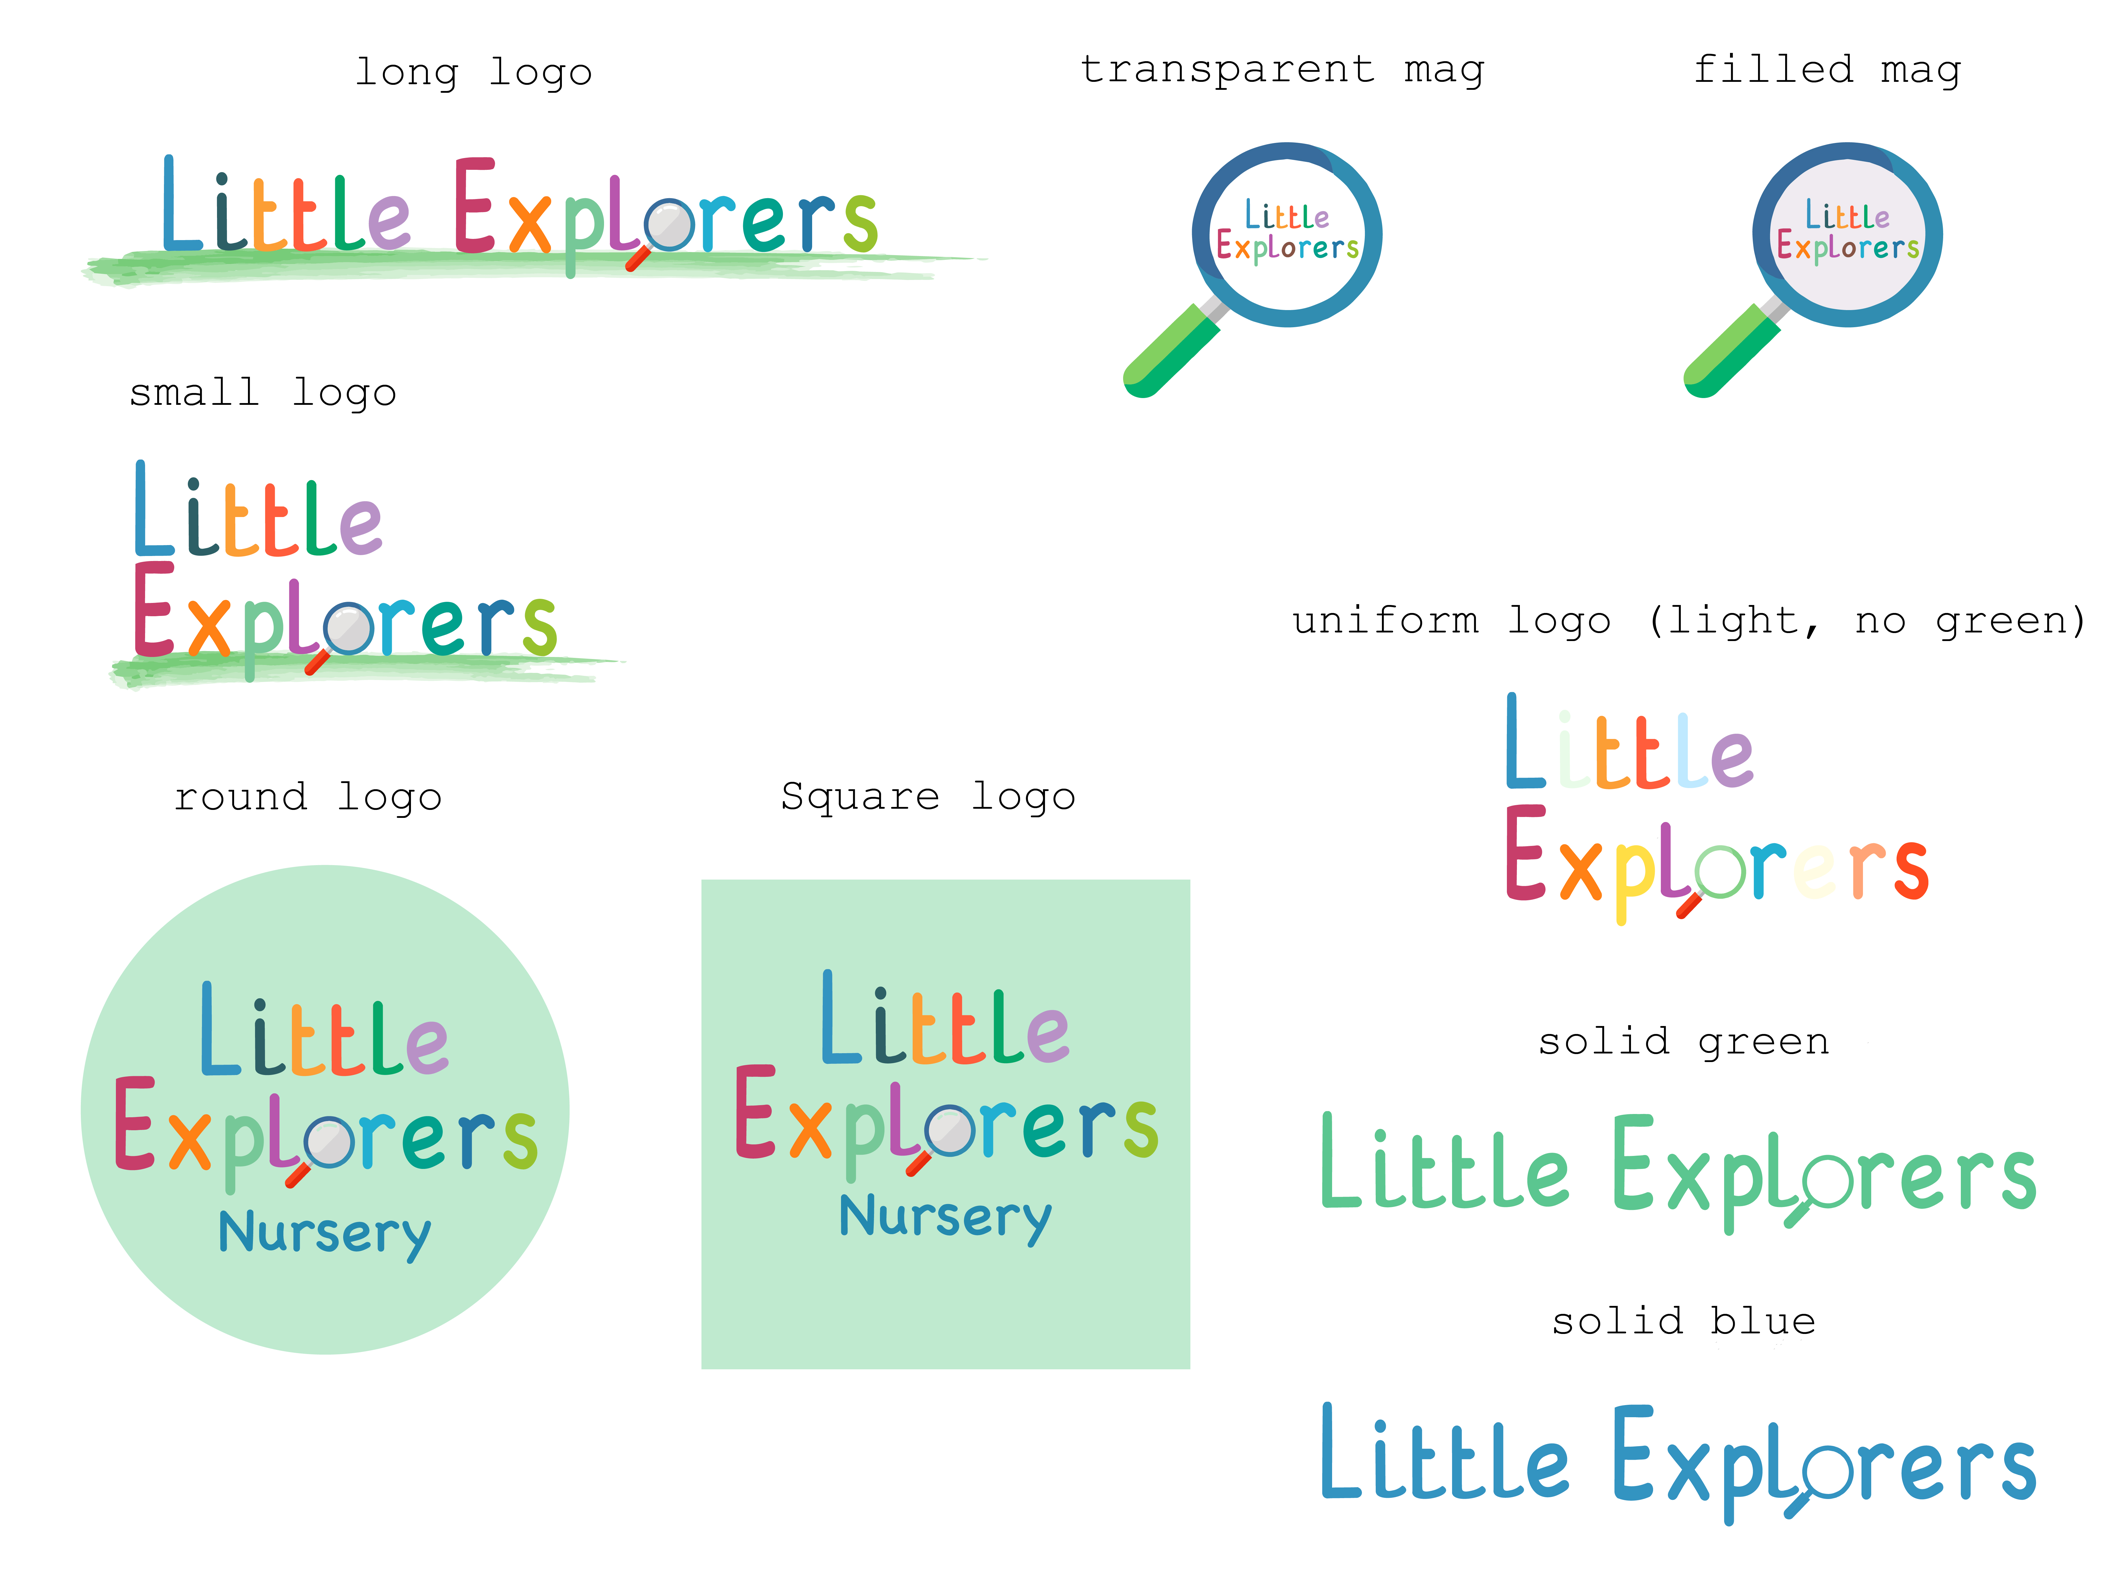 long logo
Little Explorers
transparent mag
Little
Explorers
filled mag
Little
Explorers
small logo
Little
Explorers
uniform logo (light, no green)
Little
Explorers
round logo
Little
Explorers
Nursery
Square logo
Little
Explorers
Nursery
solid green
Little Explorers
solid blue
Little Explorers